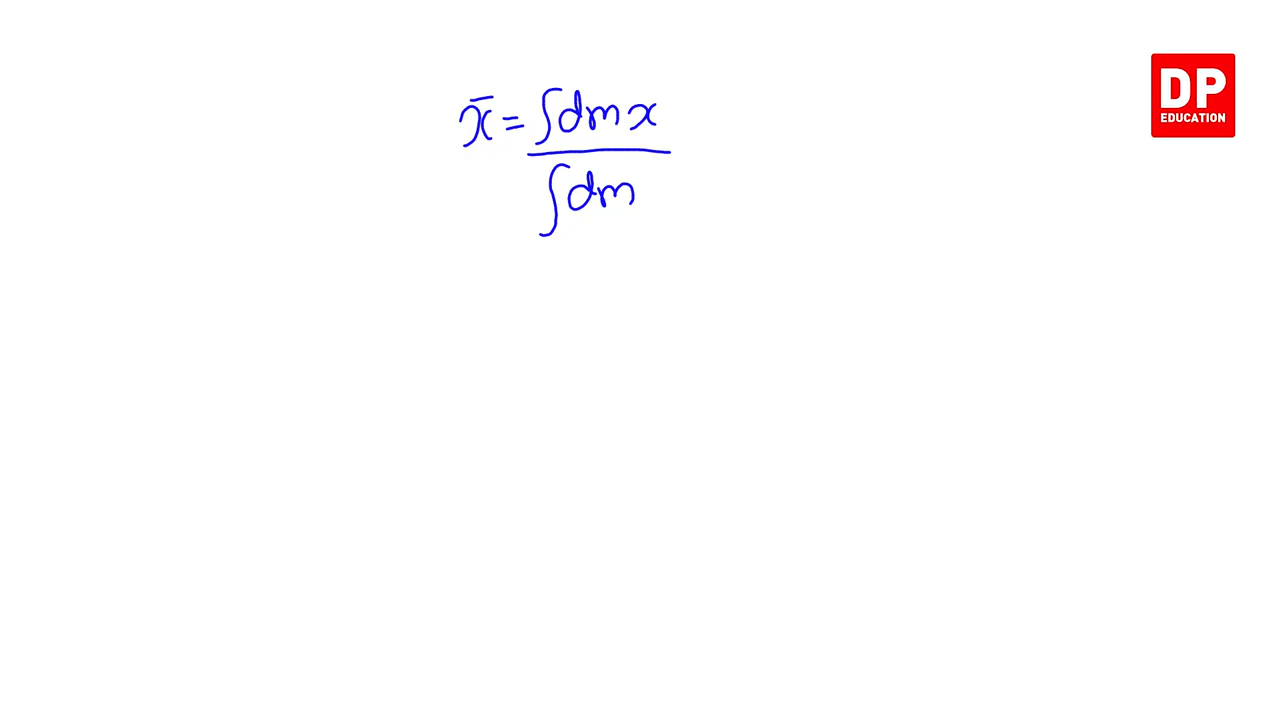 x̄ = ∫dm x
∫dm
DP
EDUCATION